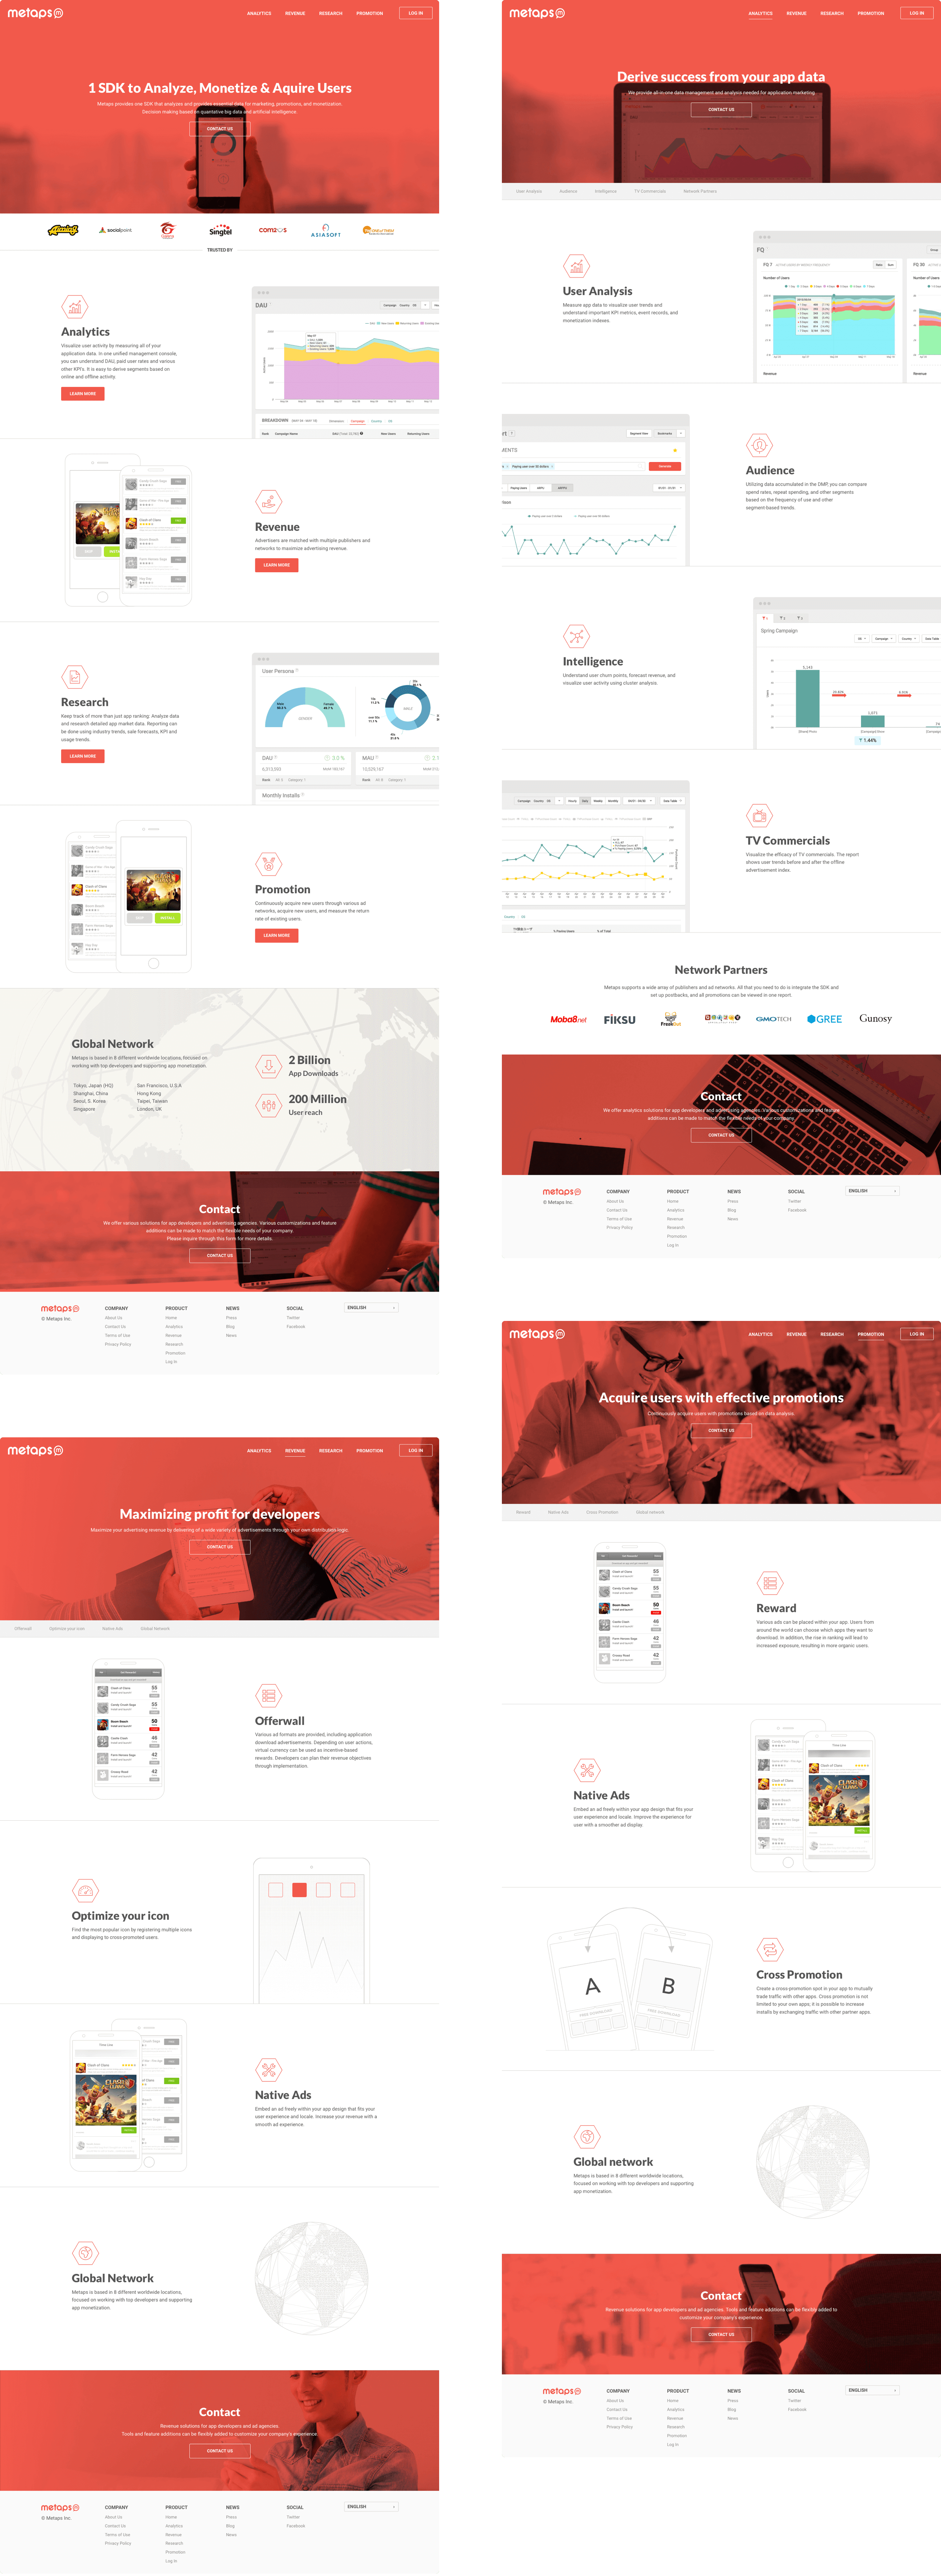 metaps
ANALYTICS REVENUE RESEARCH PROMOTION LOG IN
1 SDK to Analyze, Monetize & Aquire Users
Metaps provides one SDK that analyzes and provides essential data for marketing, promotions, and monetization.
Decision making based on quantative big data and artificial intelligence.
CONTACT US
socialpoint
Singtel
ASIASOFT
TRUSTED BY
Analytics
Visualize user activity by measuring all of your
application data. In one unified management console,
you can understand DAU, paid user rates and various
other KPI's. It is easy to derive segments based on
online and offline activity.
LEARN MORE
DAU
BREAKDOWN
Rank Campaign Name
New Users Returning Users
Revenue
Advertisers are matched with multiple publishers and
networks to maximize advertising revenue.
LEARN MORE
Research
Keep track of more than just app ranking: Analyze data
and research detailed app market data. Reporting can
be done using industry trends, sale forecasts, KPI and
usage trends.
LEARN MORE
User Persona
DAU 3.0 %
MAU
Monthly Installs
Promotion
Continuously acquire new users through various ad
networks, acquire new users, and measure the return
rate of existing users.
LEARN MORE
SKIP INSTALL
Global Network
Metaps is based in 8 different worldwide locations, focused on
working with top developers and supporting app monetization.
Tokyo, Japan (HQ) San Francisco, U.S.A
Shanghai, China Hong Kong
Seoul, S. Korea Taipei, Taiwan
Singapore London, UK
2 Billion
App Downloads
200 Million
User reach
Contact
We offer various solutions for app developers and advertising agencies. Various customizations and feature
additions can be made to match the flexible needs of your company.
Please inquire through this form for more details.
CONTACT US
metaps
© Metaps Inc.
COMPANY PRODUCT NEWS SOCIAL ENGLISH
About Us Home Press Twitter
Contact Us Analytics Blog Facebook
Terms of Use Revenue News
Privacy Policy Research
Promotion
Log In
metaps
ANALYTICS REVENUE RESEARCH PROMOTION LOG IN
Maximizing profit for developers
Maximize your advertising revenue by delivering of a wide variety of advertisements through your own distribution logic.
CONTACT US
Offerwall Optimize your icon Native Ads Global Network
Offerwall
Various ad formats are provided, including application
download advertisements. Depending on user actions,
virtual currency can be used as incentive-based
rewards. Developers can plan their revenue objectives
through implementation.
Optimize your icon
Find the most popular icon by registering multiple icons
and displaying to cross-promoted users.
Native Ads
Embed an ad freely within your app design that fits your
user experience and locale. Increase your revenue with a
smooth ad experience.
Global Network
Metaps is based in 8 different worldwide locations,
focused on working with top developers and supporting
app monetization.
Contact
Revenue solutions for app developers and ad agencies.
Tools and feature additions can be flexibly added to customize your company's experience.
CONTACT US
metaps
© Metaps Inc.
COMPANY PRODUCT NEWS SOCIAL ENGLISH
About Us Home Press Twitter
Contact Us Analytics Blog Facebook
Terms of Use Revenue News
Privacy Policy Research
Promotion
Log In
metaps
ANALYTICS REVENUE RESEARCH PROMOTION LOG IN
Derive success from your app data
We provide all-in-one data management and analysis needed for application marketing.
CONTACT US
User Analysis Audience Intelligence TV Commercials Network Partners
User Analysis
Measure app data to visualize user trends and
understand important KPI metrics, event records, and
monetization indexes.
FQ
FQ 7
FQ 30
Number of Users
Revenue
Audience
Utilizing data accumulated in the DMP, you can compare
spend rates, repeat spending, and other segments
based on the frequency of use and other
segment based trends.
Intelligence
Understand user churn points, forecast revenue, and
visualize user activity using cluster analysis.
Spring Campaign
1.44%
TV Commercials
Visualize the efficacy of TV commercials. The report
shows user trends before and after the offline
advertisement index.
Network Partners
Metaps supports a wide array of publishers and ad networks. All that you need to do is integrate the SDK and
set up postbacks, and all promotions can be viewed in one report.
FIKSU
FreakOut
GMOTECH
GREE
Gunosy
Contact
We offer analytics solutions for app developers and advertising agencies. Various customizations and feature
additions can be made to match the flexible needs of your company.
CONTACT US
metaps
© Metaps Inc.
COMPANY PRODUCT NEWS SOCIAL ENGLISH
About Us Home Press Twitter
Contact Us Analytics Blog Facebook
Terms of Use Revenue News
Privacy Policy Research
Promotion
Log In
metaps
ANALYTICS REVENUE RESEARCH PROMOTION LOG IN
Acquire users with effective promotions
Continuously acquire users with promotions based on data analysis.
CONTACT US
Reward Native Ads Cross Promotion Global network
Reward
Various ads can be placed within your app. Users from
around the world can choose which apps they want to
download. In addition, the rise in ranking will lead to
increased exposure, resulting in more organic users.
Native Ads
Embed an ad freely within your app design that fits your
user experience and locale. Improve the experience for
user with a smoother ad display.
Cross Promotion
Create a cross-promotion spot in your app to mutually
trade traffic with other apps. Cross promotion is not
limited to your own apps, it is possible to increase
installs by exchanging traffic with other partner apps.
A B
FREE DOWNLOAD FREE DOWNLOAD
Global network
Metaps is based in 8 different worldwide locations,
focused on working with top developers and supporting
app monetization.
Contact
Revenue solutions for app developers and ad agencies. Tools and feature additions can be flexibly added to
customize your company's experience.
CONTACT US
metaps
© Metaps Inc.
COMPANY PRODUCT NEWS SOCIAL ENGLISH
About Us Home Press Twitter
Contact Us Analytics Blog Facebook
Terms of Use Revenue News
Privacy Policy Research
Promotion
Log In